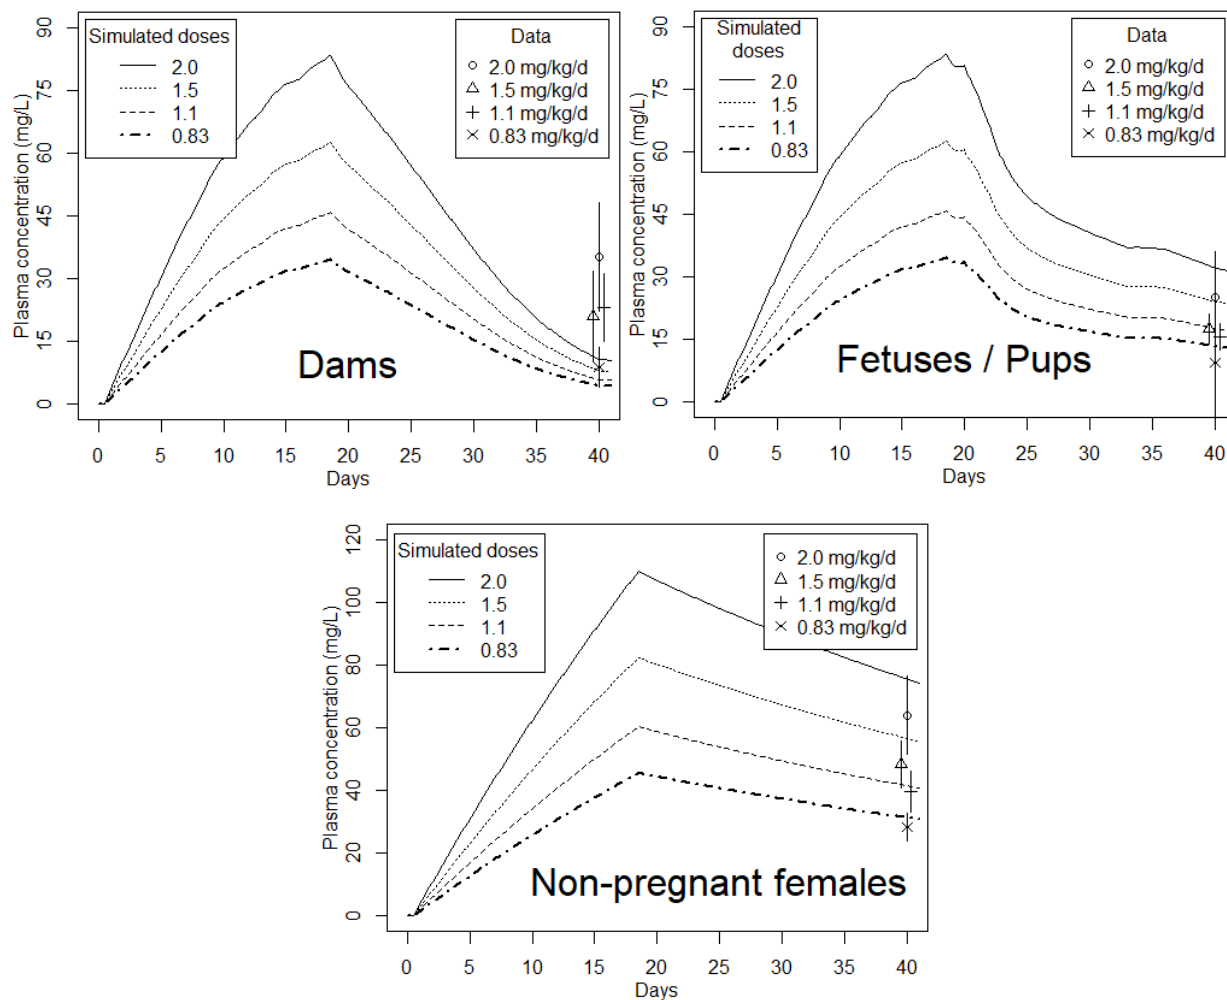 Plasma concentration (mg/L)
90
75
60
45
30
15
0
Simulated doses
2.0
1.5
1.1
0.83
Data
2.0 mg/kg/d
1.5 mg/kg/d
1.1 mg/kg/d
0.83 mg/kg/d
Dams
0 5 10 15 20 25 30 35 40
Days
Plasma concentration (mg/L)
90
75
60
45
30
15
0
Simulated
doses
2.0
1.5
1.1
0.83
Data
2.0 mg/kg/d
1.5 mg/kg/d
1.1 mg/kg/d
0.83 mg/kg/d
Fetuses / Pups
0 5 10 15 20 25 30 35 40
Days
Plasma concentration (mg/L)
120
100
80
60
40
20
0
Simulated doses
2.0
1.5
1.1
0.83
2.0 mg/kg/d
1.5 mg/kg/d
1.1 mg/kg/d
0.83 mg/kg/d
Non-pregnant females
0 5 10 15 20 25 30 35 40
Days